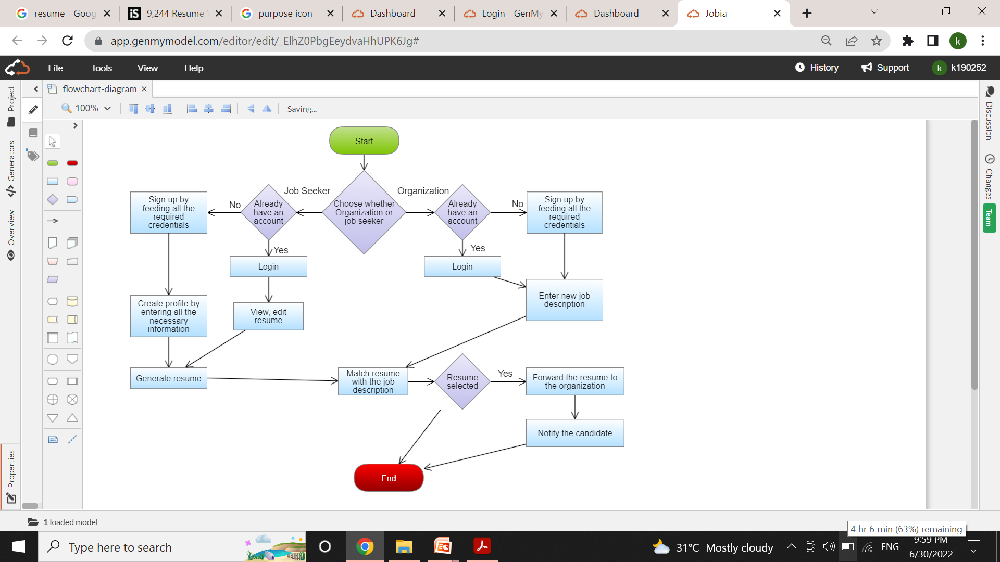 resume - Goog
iS
9,244 Resume
purpose icon -
Dashboard
Login - GenMy
Dashboard
Jobia
app.genmymodel.com/editor/edit/_ElhZ0PbgEeydvaHhUPK6Jg#
k
File
Tools
View
Help
History
Support
k
k190252
Project
Generators
Overview
Properties
flowchart-diagram
100%
Saving...
Discussion
Changes
Team
Start
Job Seeker
Organization
Sign up by
feeding all the
required
credentials
No
Already
have an
account
Choose whether
Organization or
job seeker
Already
have an
account
No
Sign up by
feeding all the
required
credentials
Yes
Yes
Login
Login
Create profile by
entering all the
necessary
information
View, edit
resume
Enter new job
description
Generate resume
Match resume
with the job
description
Resume
selected
Yes
Forward the resume to
the organization
Notify the candidate
End
1 loaded model
4 hr 6 min (63%) remaining
Type here to search
31°C Mostly cloudy
ENG
9:59 PM
6/30/2022